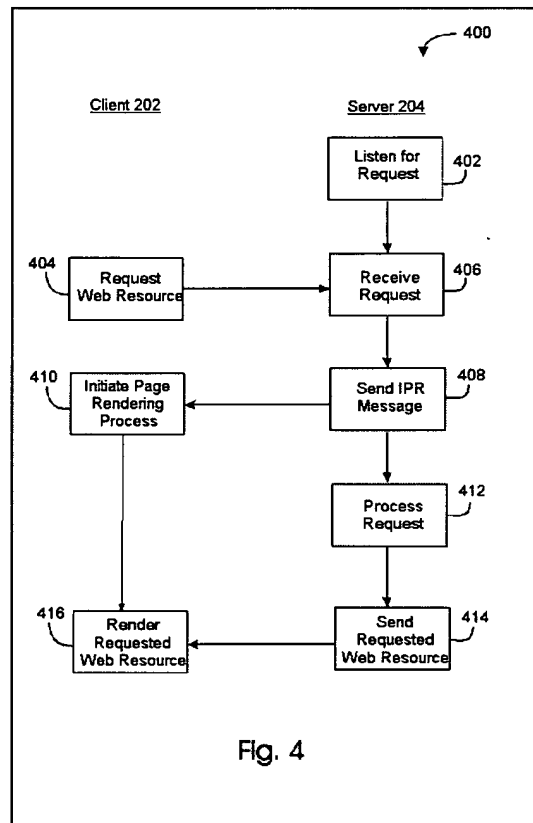 400
Client 202
Server 204
Listen for
Request
402
404
Request
Web Resource
Receive
Request
406
410
Initiate Page
Rendering
Process
Send IPR
Message
408
Process
Request
412
416
Render
Requested
Web Resource
Send
Requested
Web Resource
414
Fig. 4